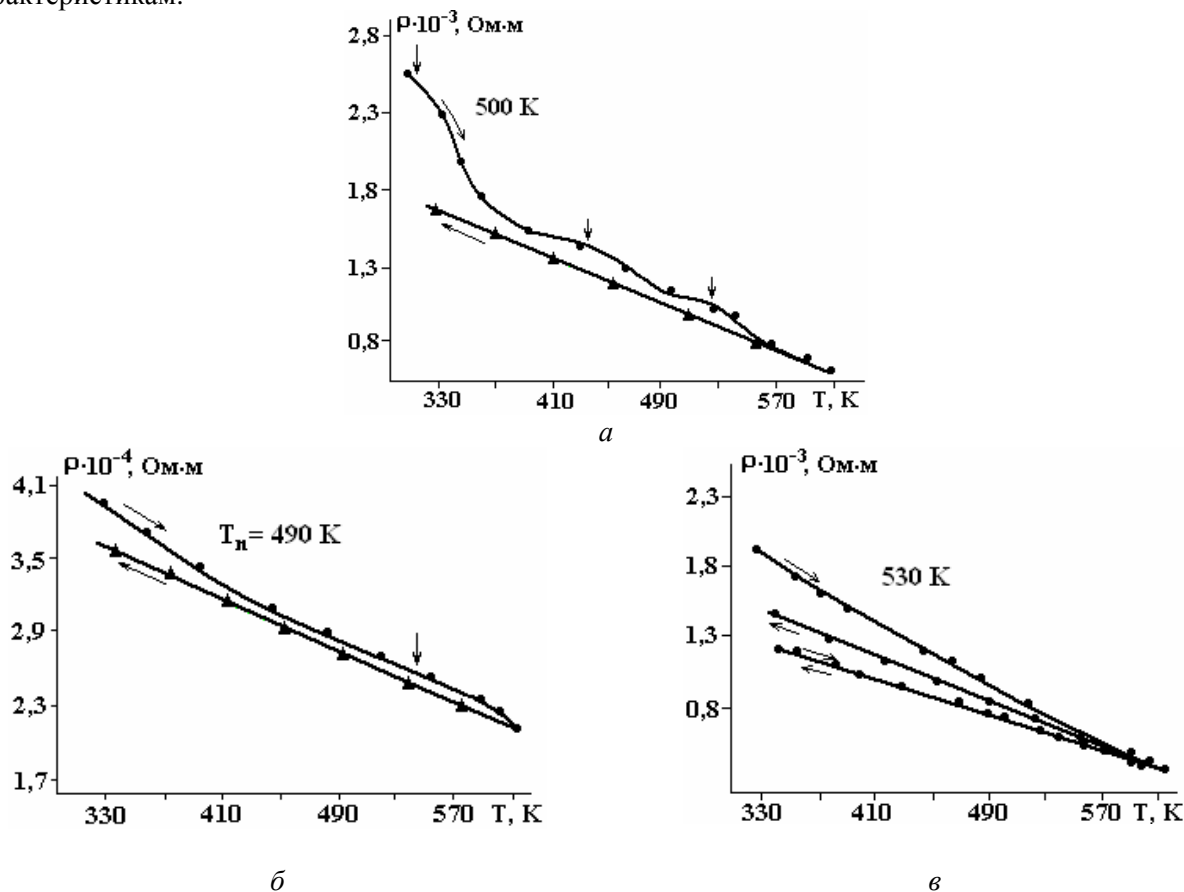 рактеристикам.
ρ·10⁻³, Ом·м
2,8
2,3
1,8
1,3
0,8
500 K
330 410 490 570 T, K
а
ρ·10⁻⁴, Ом·м
4,1
3,5
2,9
2,3
1,7
Tₙ= 490 K
330 410 490 570 T, K
ρ·10⁻³, Ом·м
2,3
1,8
1,3
0,8
530 K
330 410 490 570 T, K
б
в